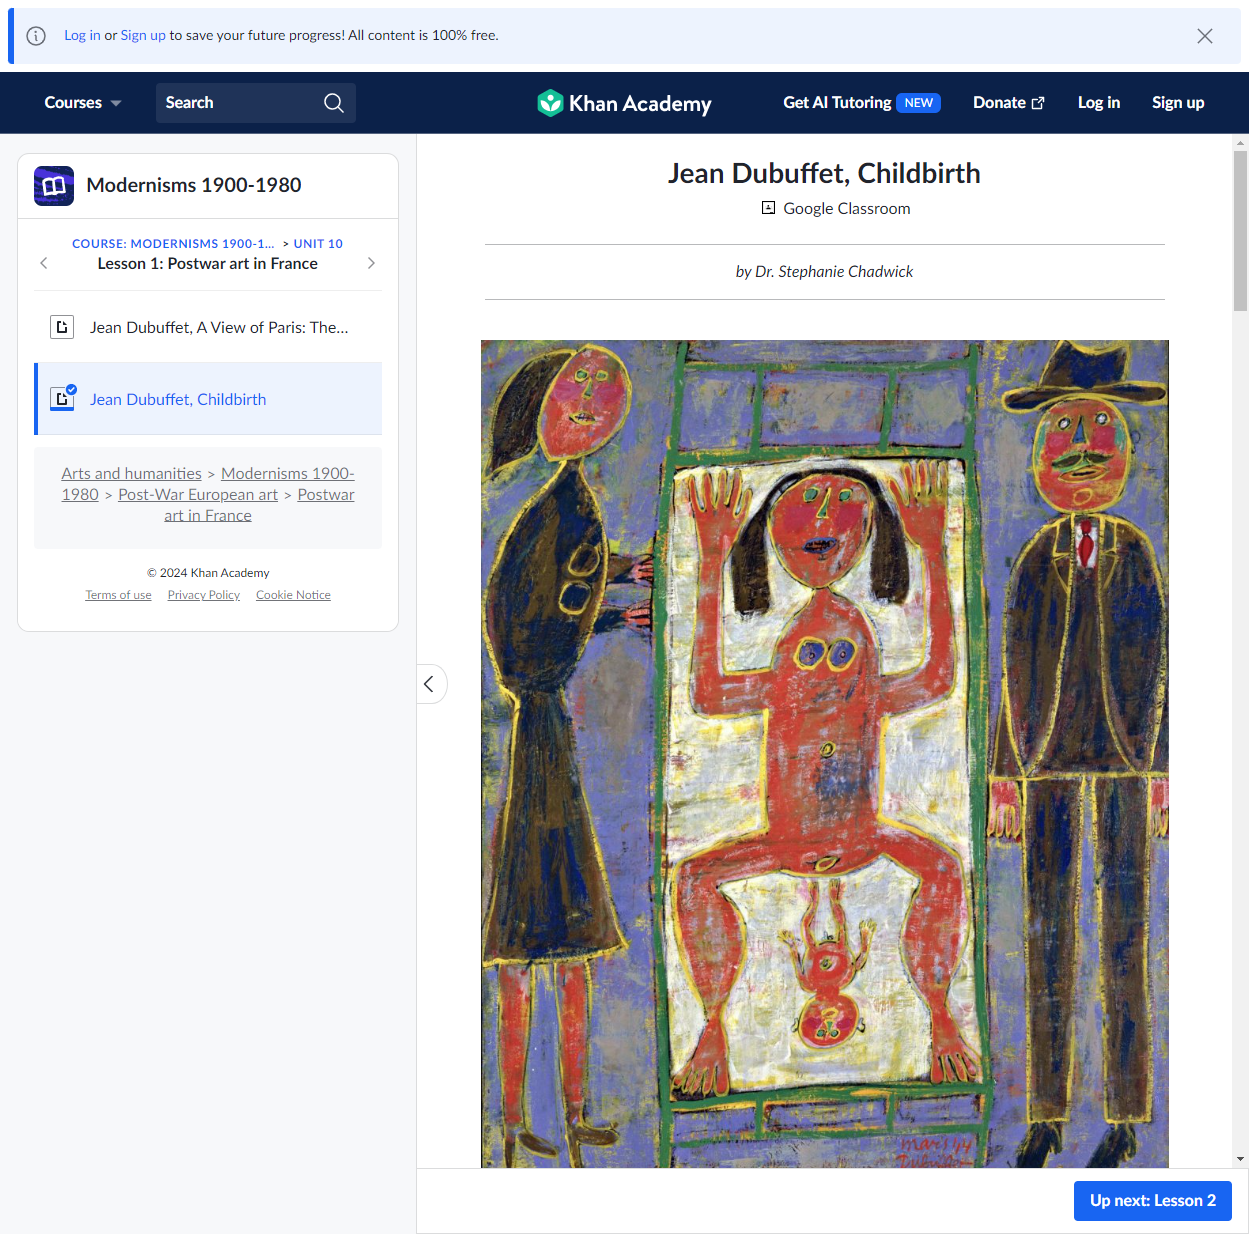 Log in or Sign up to save your future progress! All content is 100% free.
Courses
Search
Khan Academy
Get AI Tutoring NEW
Donate
Log in
Sign up
Modernisms 1900-1980
COURSE: MODERNISMS 1900-1... > UNIT 10
Lesson 1: Postwar art in France
Jean Dubuffet, A View of Paris: The...
Jean Dubuffet, Childbirth
Arts and humanities > Modernisms 1900-
1980 > Post-War European art > Postwar
art in France
© 2024 Khan Academy
Terms of use Privacy Policy Cookie Notice
Jean Dubuffet, Childbirth
Google Classroom
by Dr. Stephanie Chadwick
Up next: Lesson 2